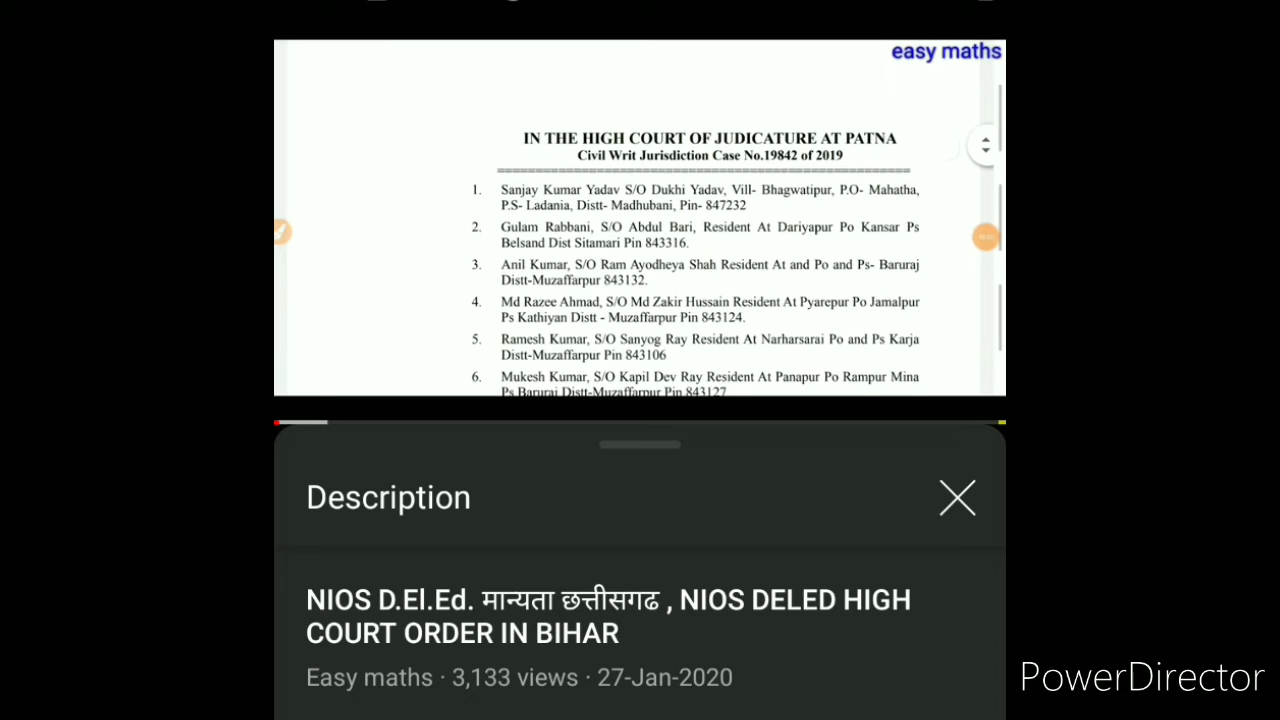 easy maths
IN THE HIGH COURT OF JUDICATURE AT PATNA
Civil Writ Jurisdiction Case No.19842 of 2019
1. Sanjay Kumar Yadav S/O Dukhi Yadav, Vill- Bhagwatipur, P.O- Mahatha,
P.S- Ladania, Distt- Madhubani, Pin- 847232
2. Gulam Rabbani, S/O Abdul Bari, Resident At Dariyapur Po Kansar Ps
Belsand Dist Sitamari Pin 843316.
3. Anil Kumar, S/O Ram Ayodheya Shah Resident At and Po and Ps- Baruraj
Distt-Muzaffarpur 843132.
4. Md Razee Ahmad, S/O Md Zakir Hussain Resident At Pyarepur Po Jamalpur
Ps Kathiyan Distt - Muzaffarpur Pin 843124.
5. Ramesh Kumar, S/O Sanyog Ray Resident At Narharsarai Po and Ps Karja
Distt-Muzaffarpur Pin 843106
6. Mukesh Kumar, S/O Kapil Dev Ray Resident At Panapur Po Rampur Mina
Ps Baruraj Distt-Muzaffarpur Pin 843127
Description
NIOS D.El.Ed. मान्यता छत्तीसगढ , NIOS DELED HIGH
COURT ORDER IN BIHAR
Easy maths · 3,133 views · 27-Jan-2020
PowerDirector